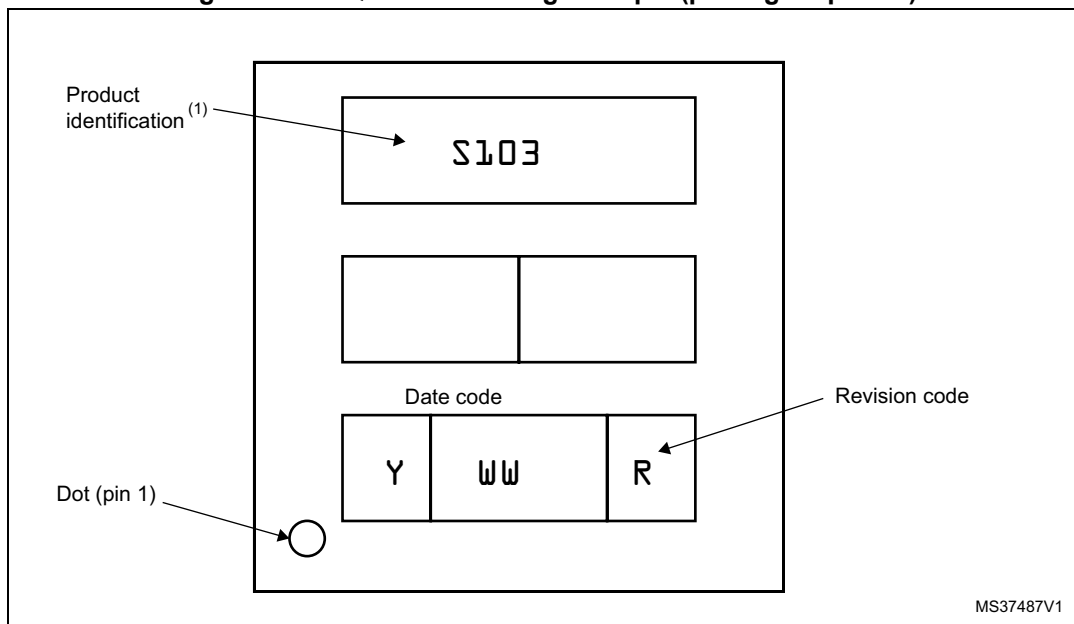 Product
identification (1)
S103
Date code
Revision code
Y WW R
Dot (pin 1)
MS37487V1